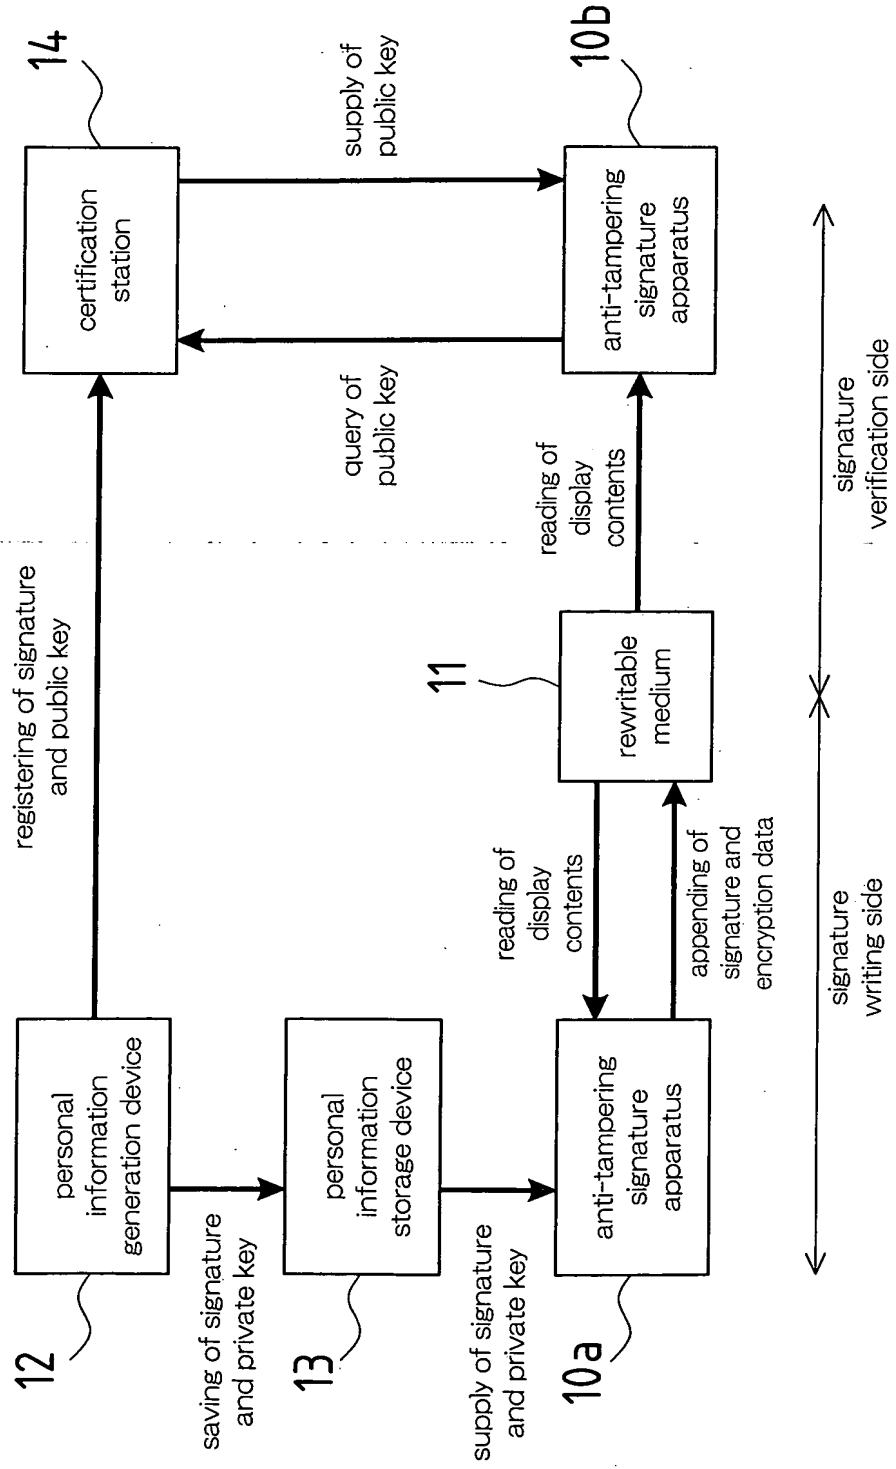 12
personal
information
generation device
registering of signature
and public key
14
certification
station
saving of signature
and private key
13
personal
information
storage device
query of
public key
supply of
public key
supply of signature
and private key
10a
anti-tampering
signature
apparatus
reading of
display
contents
appending of
signature and
encryption data
11
rewritable
medium
reading of
display
contents
10b
anti-tampering
signature
apparatus
signature
writing side
signature
verification side